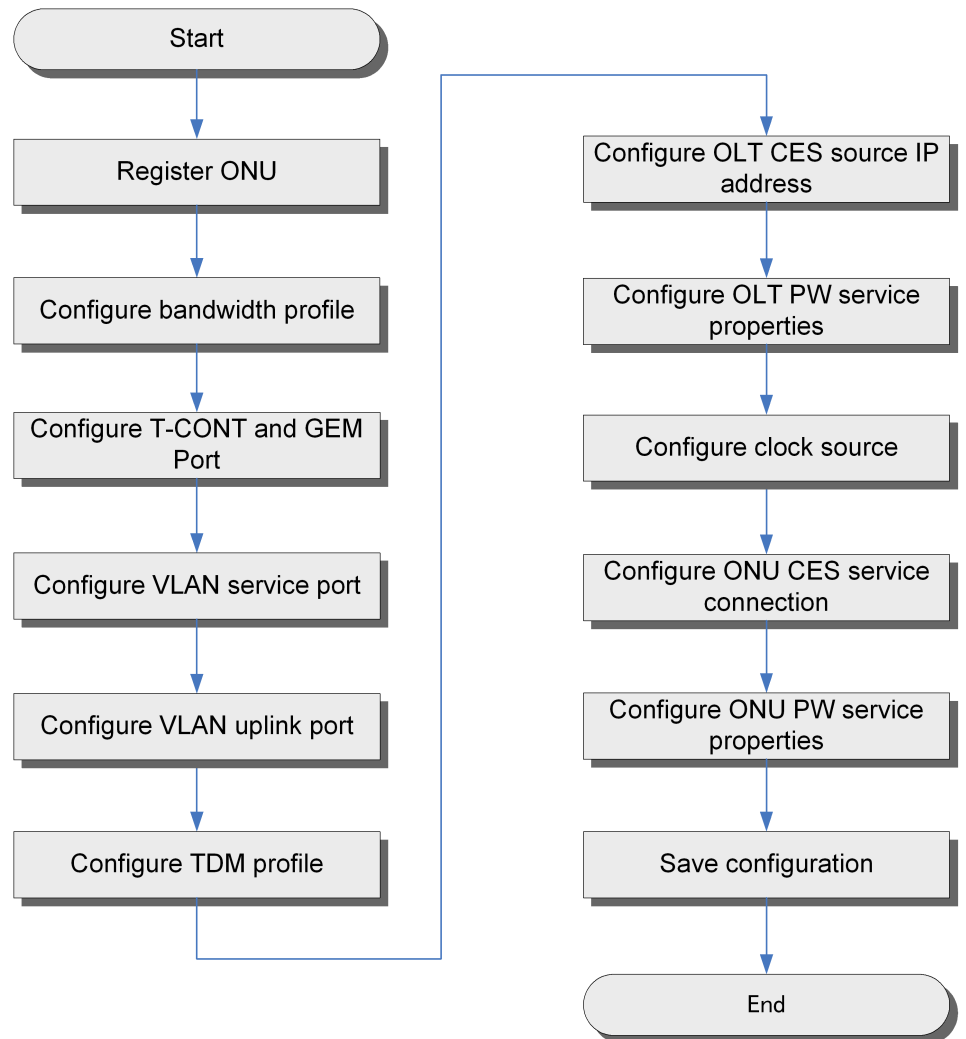 Start
Register ONU
Configure bandwidth profile
Configure T-CONT and GEM
Port
Configure VLAN service port
Configure VLAN uplink port
Configure TDM profile
Configure OLT CES source IP
address
Configure OLT PW service
properties
Configure clock source
Configure ONU CES service
connection
Configure ONU PW service
properties
Save configuration
End